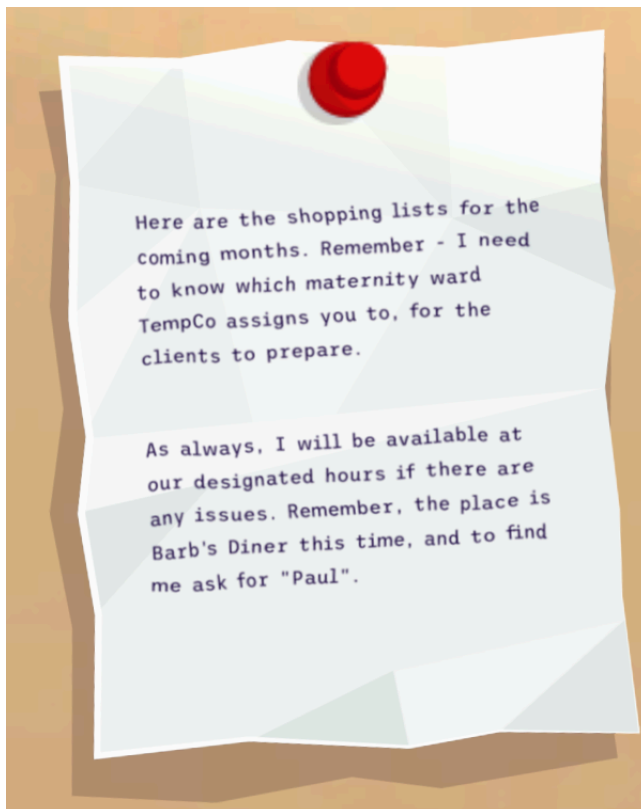 Here are the shopping lists for the
coming months. Remember - I need
to know which maternity ward
TempCo assigns you to, for the
clients to prepare.
As always, I will be available at
our designated hours if there are
any issues. Remember, the place is
Barb's Diner this time, and to find
me ask for "Paul".